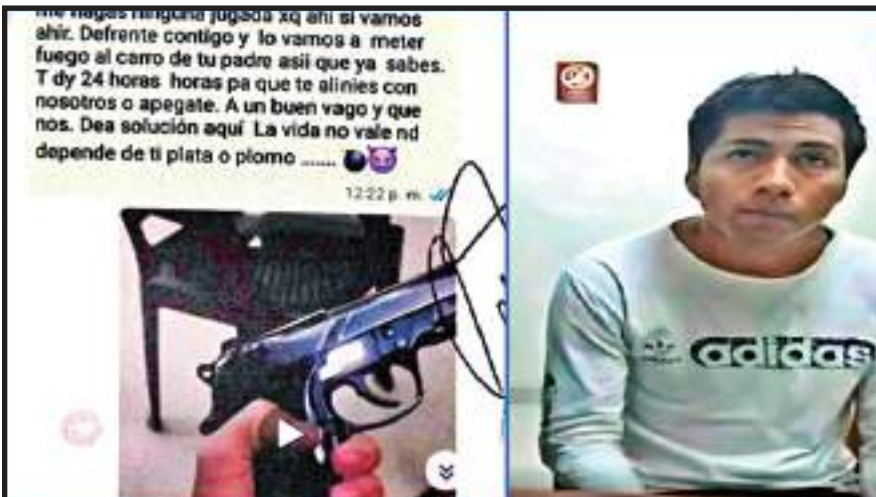 me hagas ninguna jugada xq ahi si vamos
ahir. Defrente contigo y lo vamos a meter
fuego al carro de tu padre asii que ya sabes.
T dy 24 horas horas pa que te alinies con
nosotros o apegate. A un buen vago y que
nos. Dea solución aquí La vida no vale nd
depende de ti plata o plomo ......
12:22 p. m.
adidas